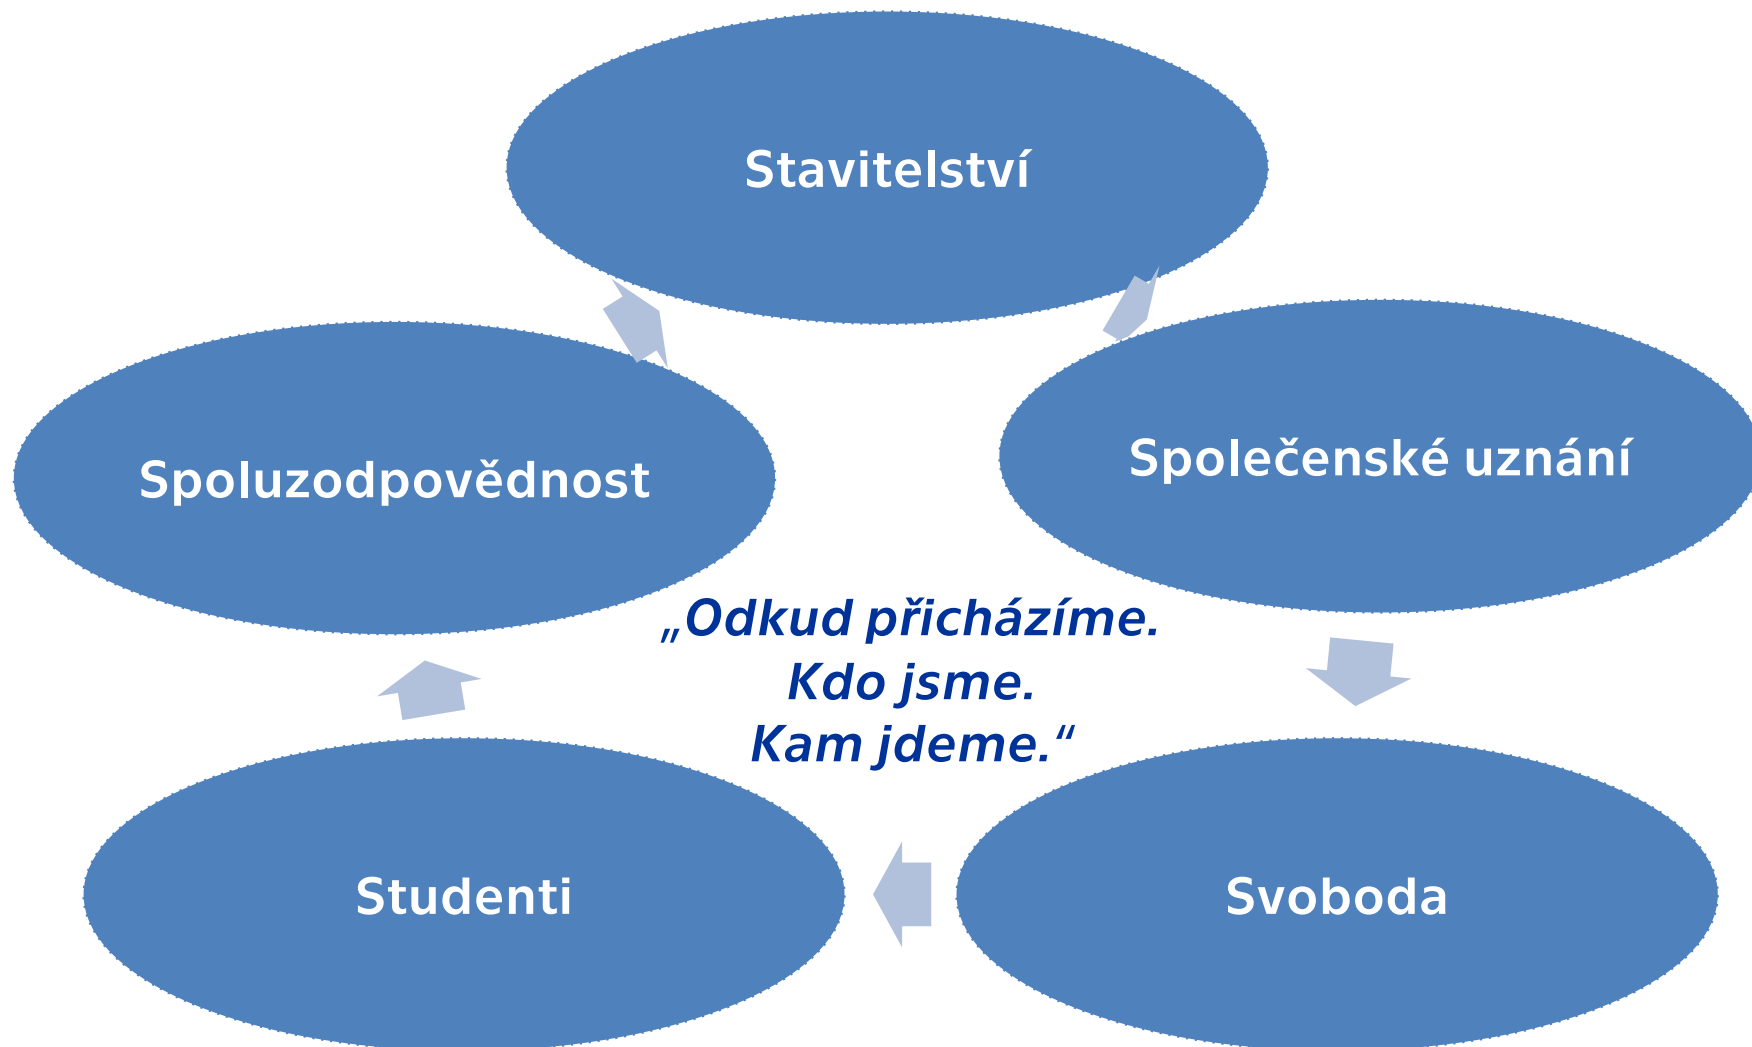 Stavitelství
Společenské uznání
Spoluzodpovědnost
„Odkud přicházíme.
Kdo jsme.
Kam jdeme.“
Studenti
Svoboda